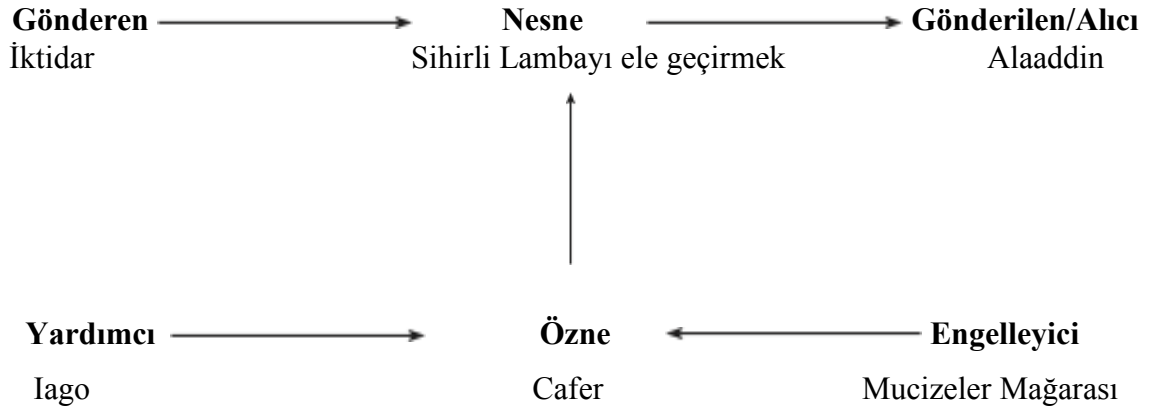 Gönderen Nesne Gönderilen/Alıcı
İktidar Sihirli Lambayı ele geçirmek Alaaddin
Yardımcı Özne Engelleyici
Iago Cafer Mucizeler Mağarası